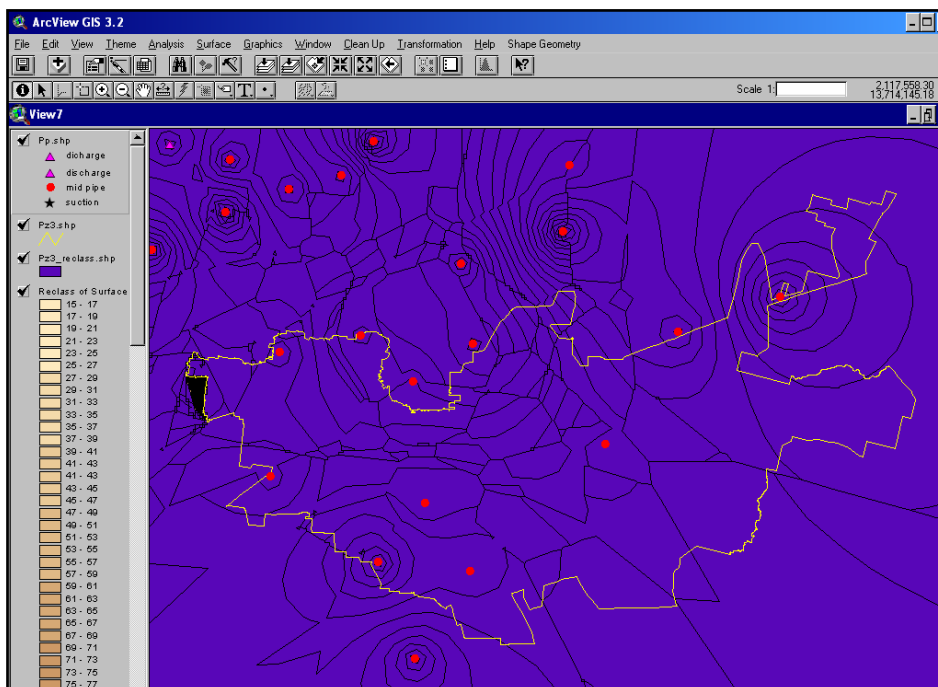 ArcView GIS 3.2
File Edit View Theme Analysis Surface Graphics Window Clean Up Transformation Help Shape Geometry
Scale 1: 2,117,558.30
13,714,145.18
View7
Pp.shp
dicharge
discharge
mid pipe
suction
Pz3.shp
Pz3_reclass.shp
Reclass of Surface
15 - 17
17 - 19
19 - 21
21 - 23
23 - 25
25 - 27
27 - 29
29 - 31
31 - 33
33 - 35
35 - 37
37 - 39
39 - 41
41 - 43
43 - 45
45 - 47
47 - 49
49 - 51
51 - 53
53 - 55
55 - 57
57 - 59
59 - 61
61 - 63
63 - 65
65 - 67
67 - 69
69 - 71
71 - 73
73 - 75
75 - 77